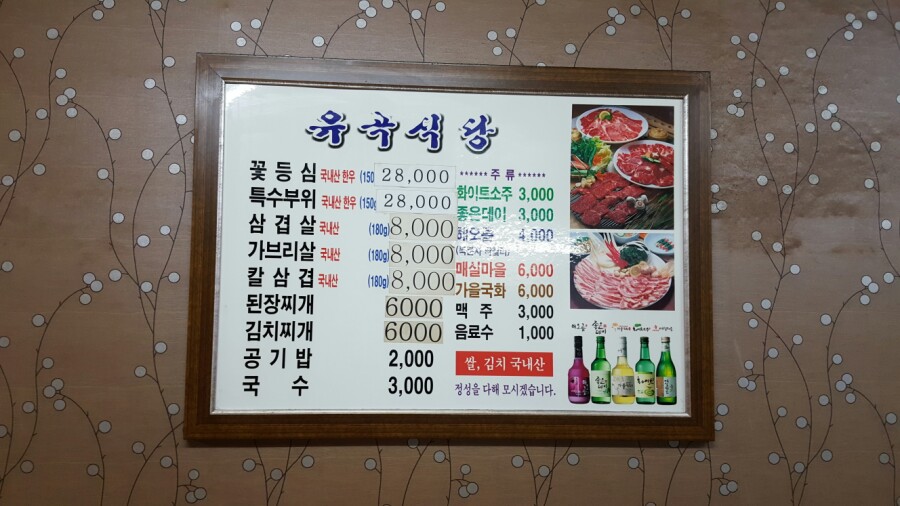 유곡식당
꽃등심 국내산 한우 (150 28,000
특수부위 국내산 한우 (150g 28,000
삼겹살 국내산 (180g) 8,000
가브리살 국내산 (180g) 8,000
칼삼겹 국내산 (180g) 8,000
된장찌개 6000
김치찌개 6000
공기밥 2,000
국수 3,000
****** 주류 ******
화이트소주 3,000
좋은데이 3,000
4,000
매실마을 6,000
가을국화 6,000
맥주 3,000
음료수 1,000
쌀, 김치 국내산
정성을 다해 모시겠습니다.